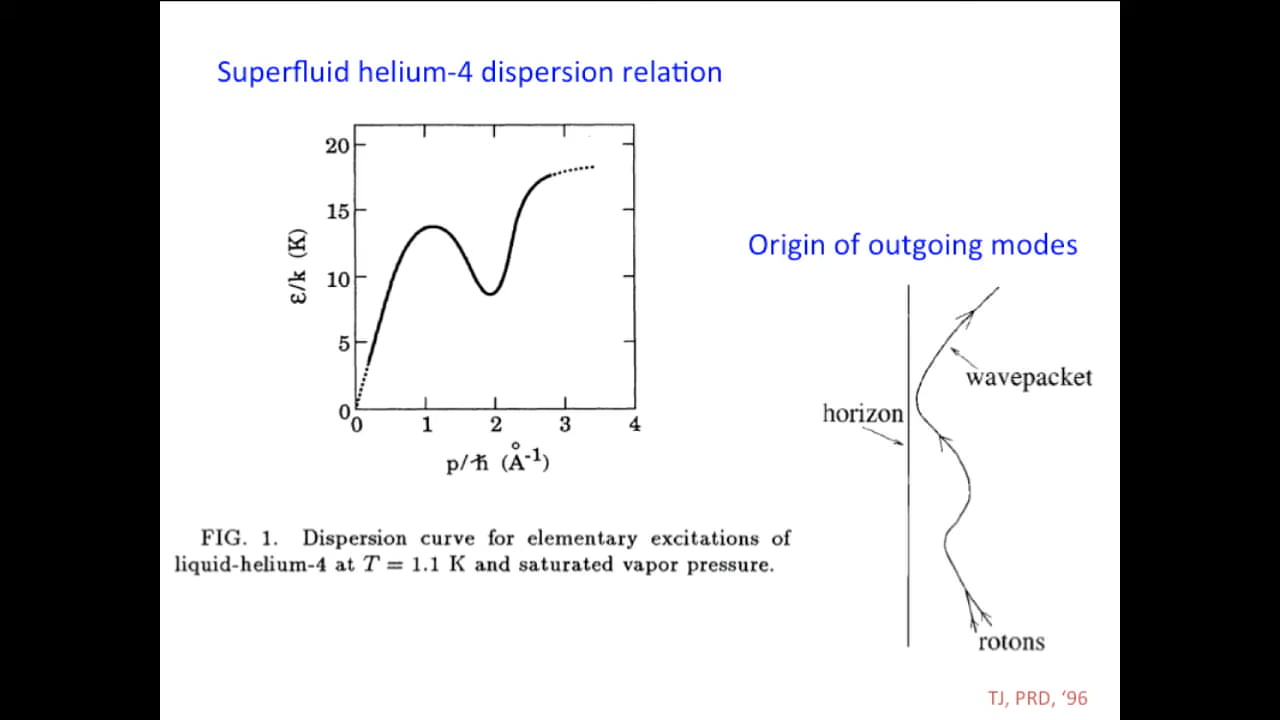 Superfluid helium-4 dispersion relation
20
15
10
5
0
ε/k (K)
0 1 2 3 4
p/ħ (Å⁻¹)
FIG. 1. Dispersion curve for elementary excitations of
liquid-helium-4 at T = 1.1 K and saturated vapor pressure.
Origin of outgoing modes
wavepacket
horizon
rotons
TJ, PRD, ‘96